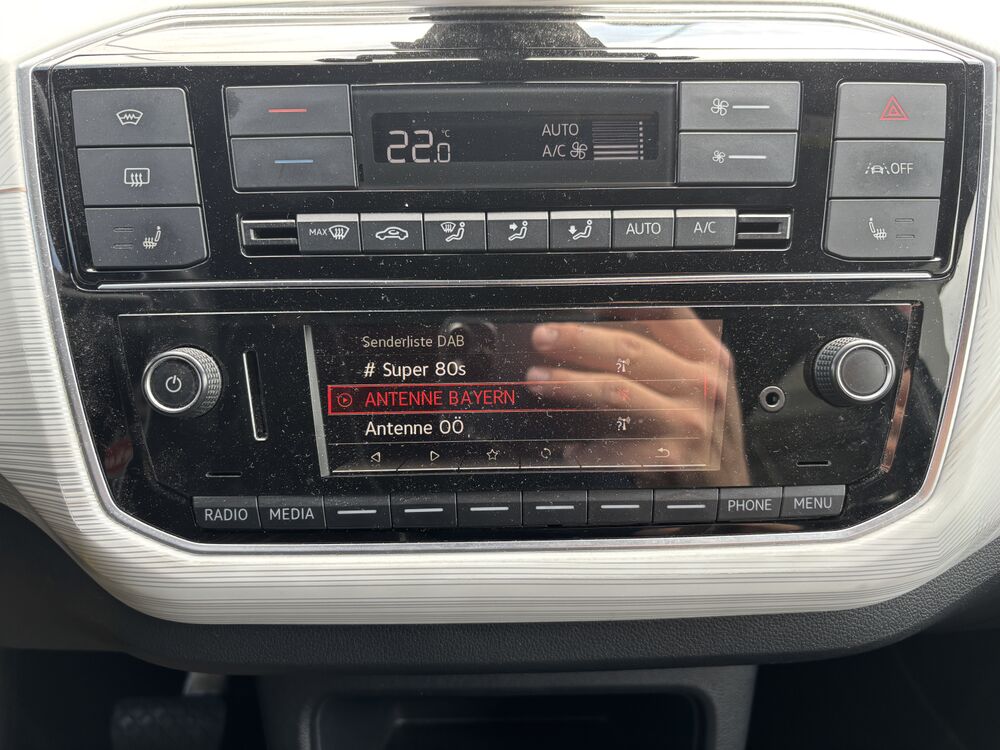 22.0 °C
AUTO
A/C
OFF
MAX
AUTO
A/C
Senderliste DAB
# Super 80s
ANTENNE BAYERN
Antenne OÖ
RADIO
MEDIA
PHONE
MENU